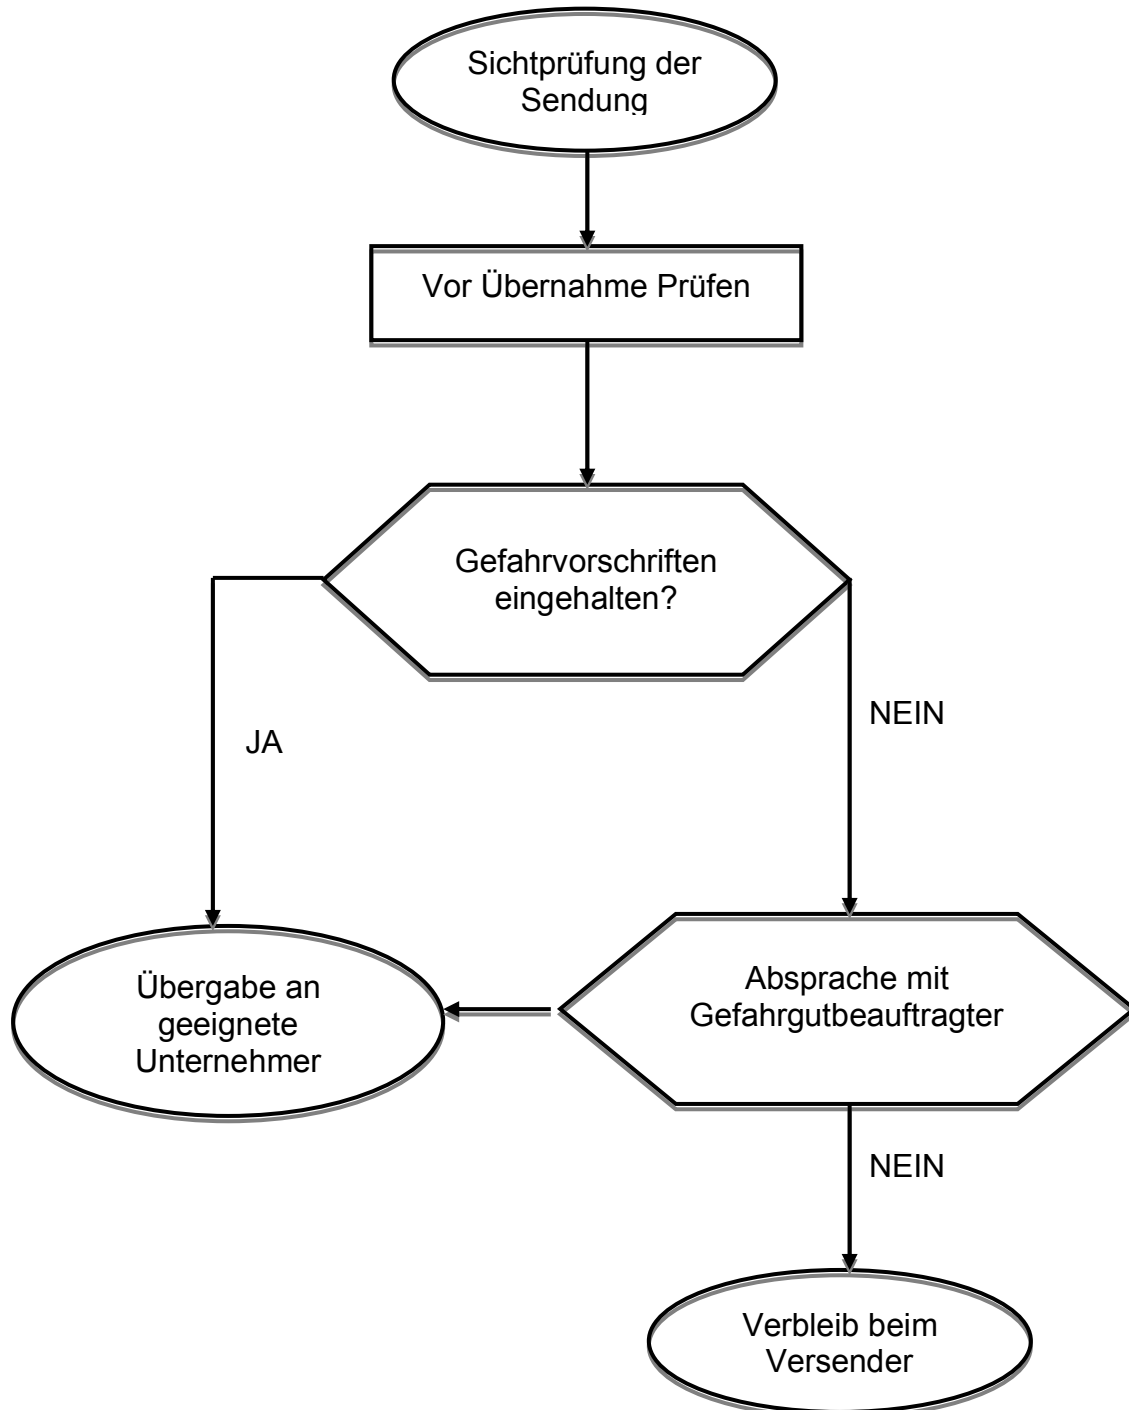 Sichtprüfung der
Sendung
Vor Übernahme Prüfen
Gefahrvorschriften
eingehalten?
JA
NEIN
Übergabe an
geeignete
Unternehmer
Absprache mit
Gefahrgutbeauftragter
NEIN
Verbleib beim
Versender